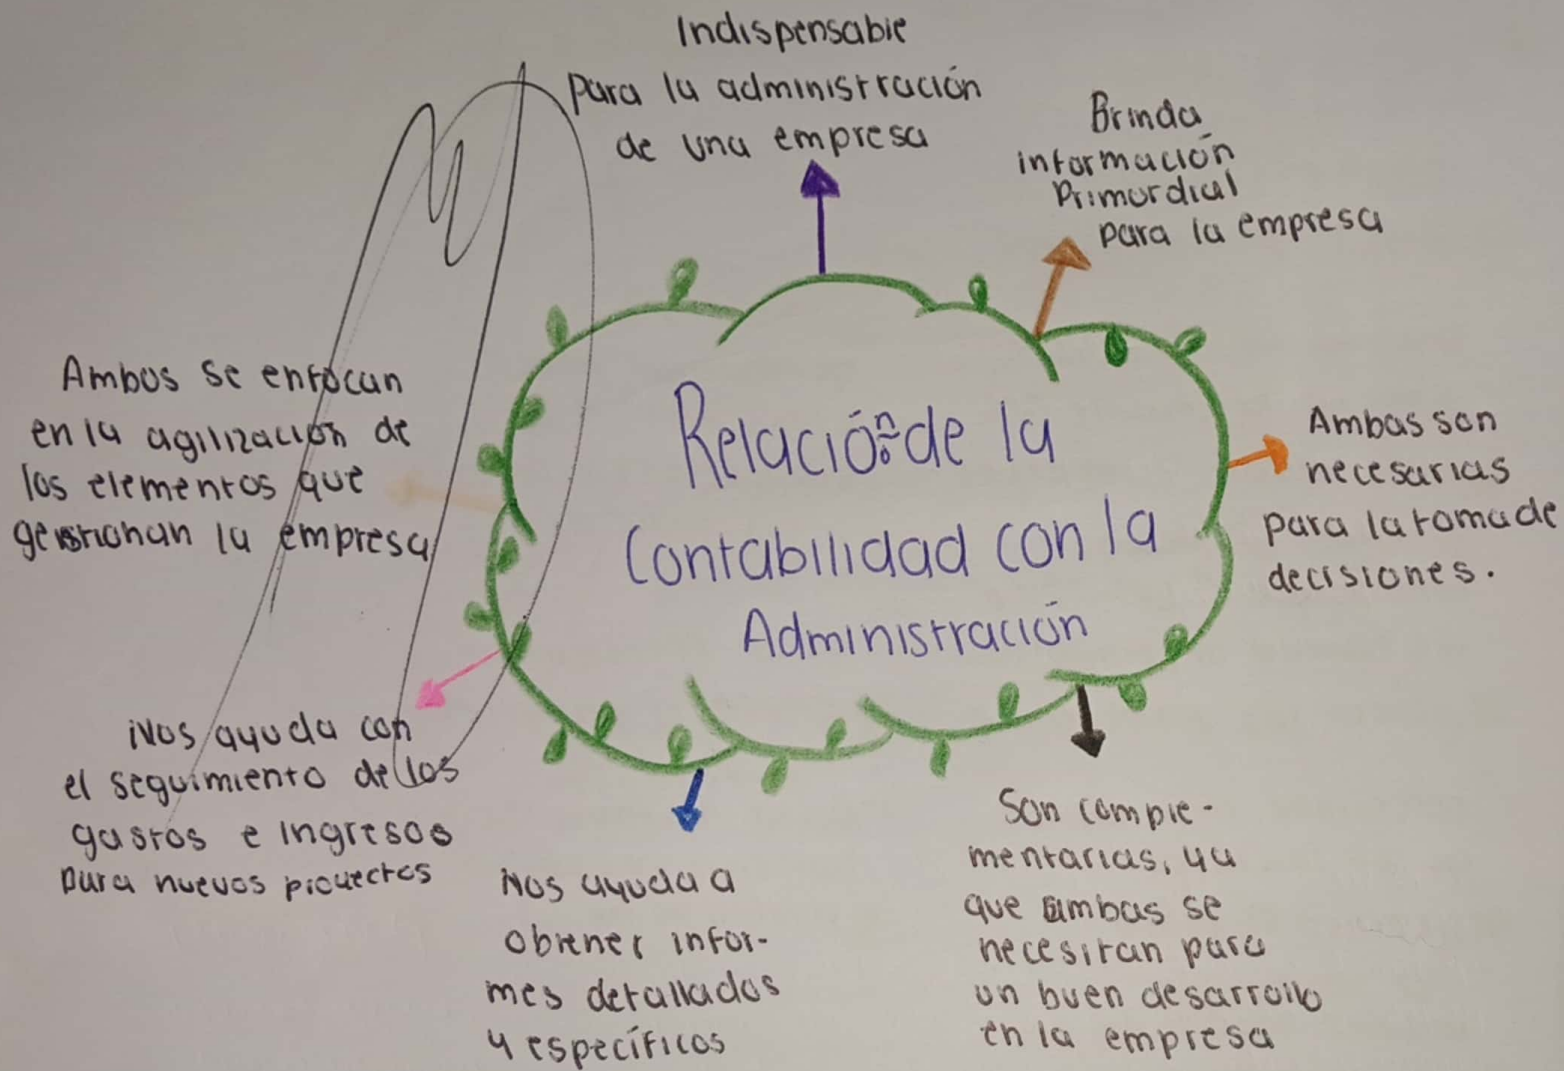 Indispensable
para la administración
de una empresa
Brinda
información
Primordial
para la empresa
Ambas son
necesarias
para la toma de
decisiones.
Son comple-
mentarias, ya
que ambas se
necesitan para
un buen desarrollo
en la empresa
Nos ayuda a
obtener infor-
mes detallados
y específicos
Nos ayuda con
el seguimiento de los
gastos e ingresos
para nuevos proyectos
Ambos se enfocan
en la agilización de
los elementos que
gestionan la empresa
Relación de la
Contabilidad con la
Administración